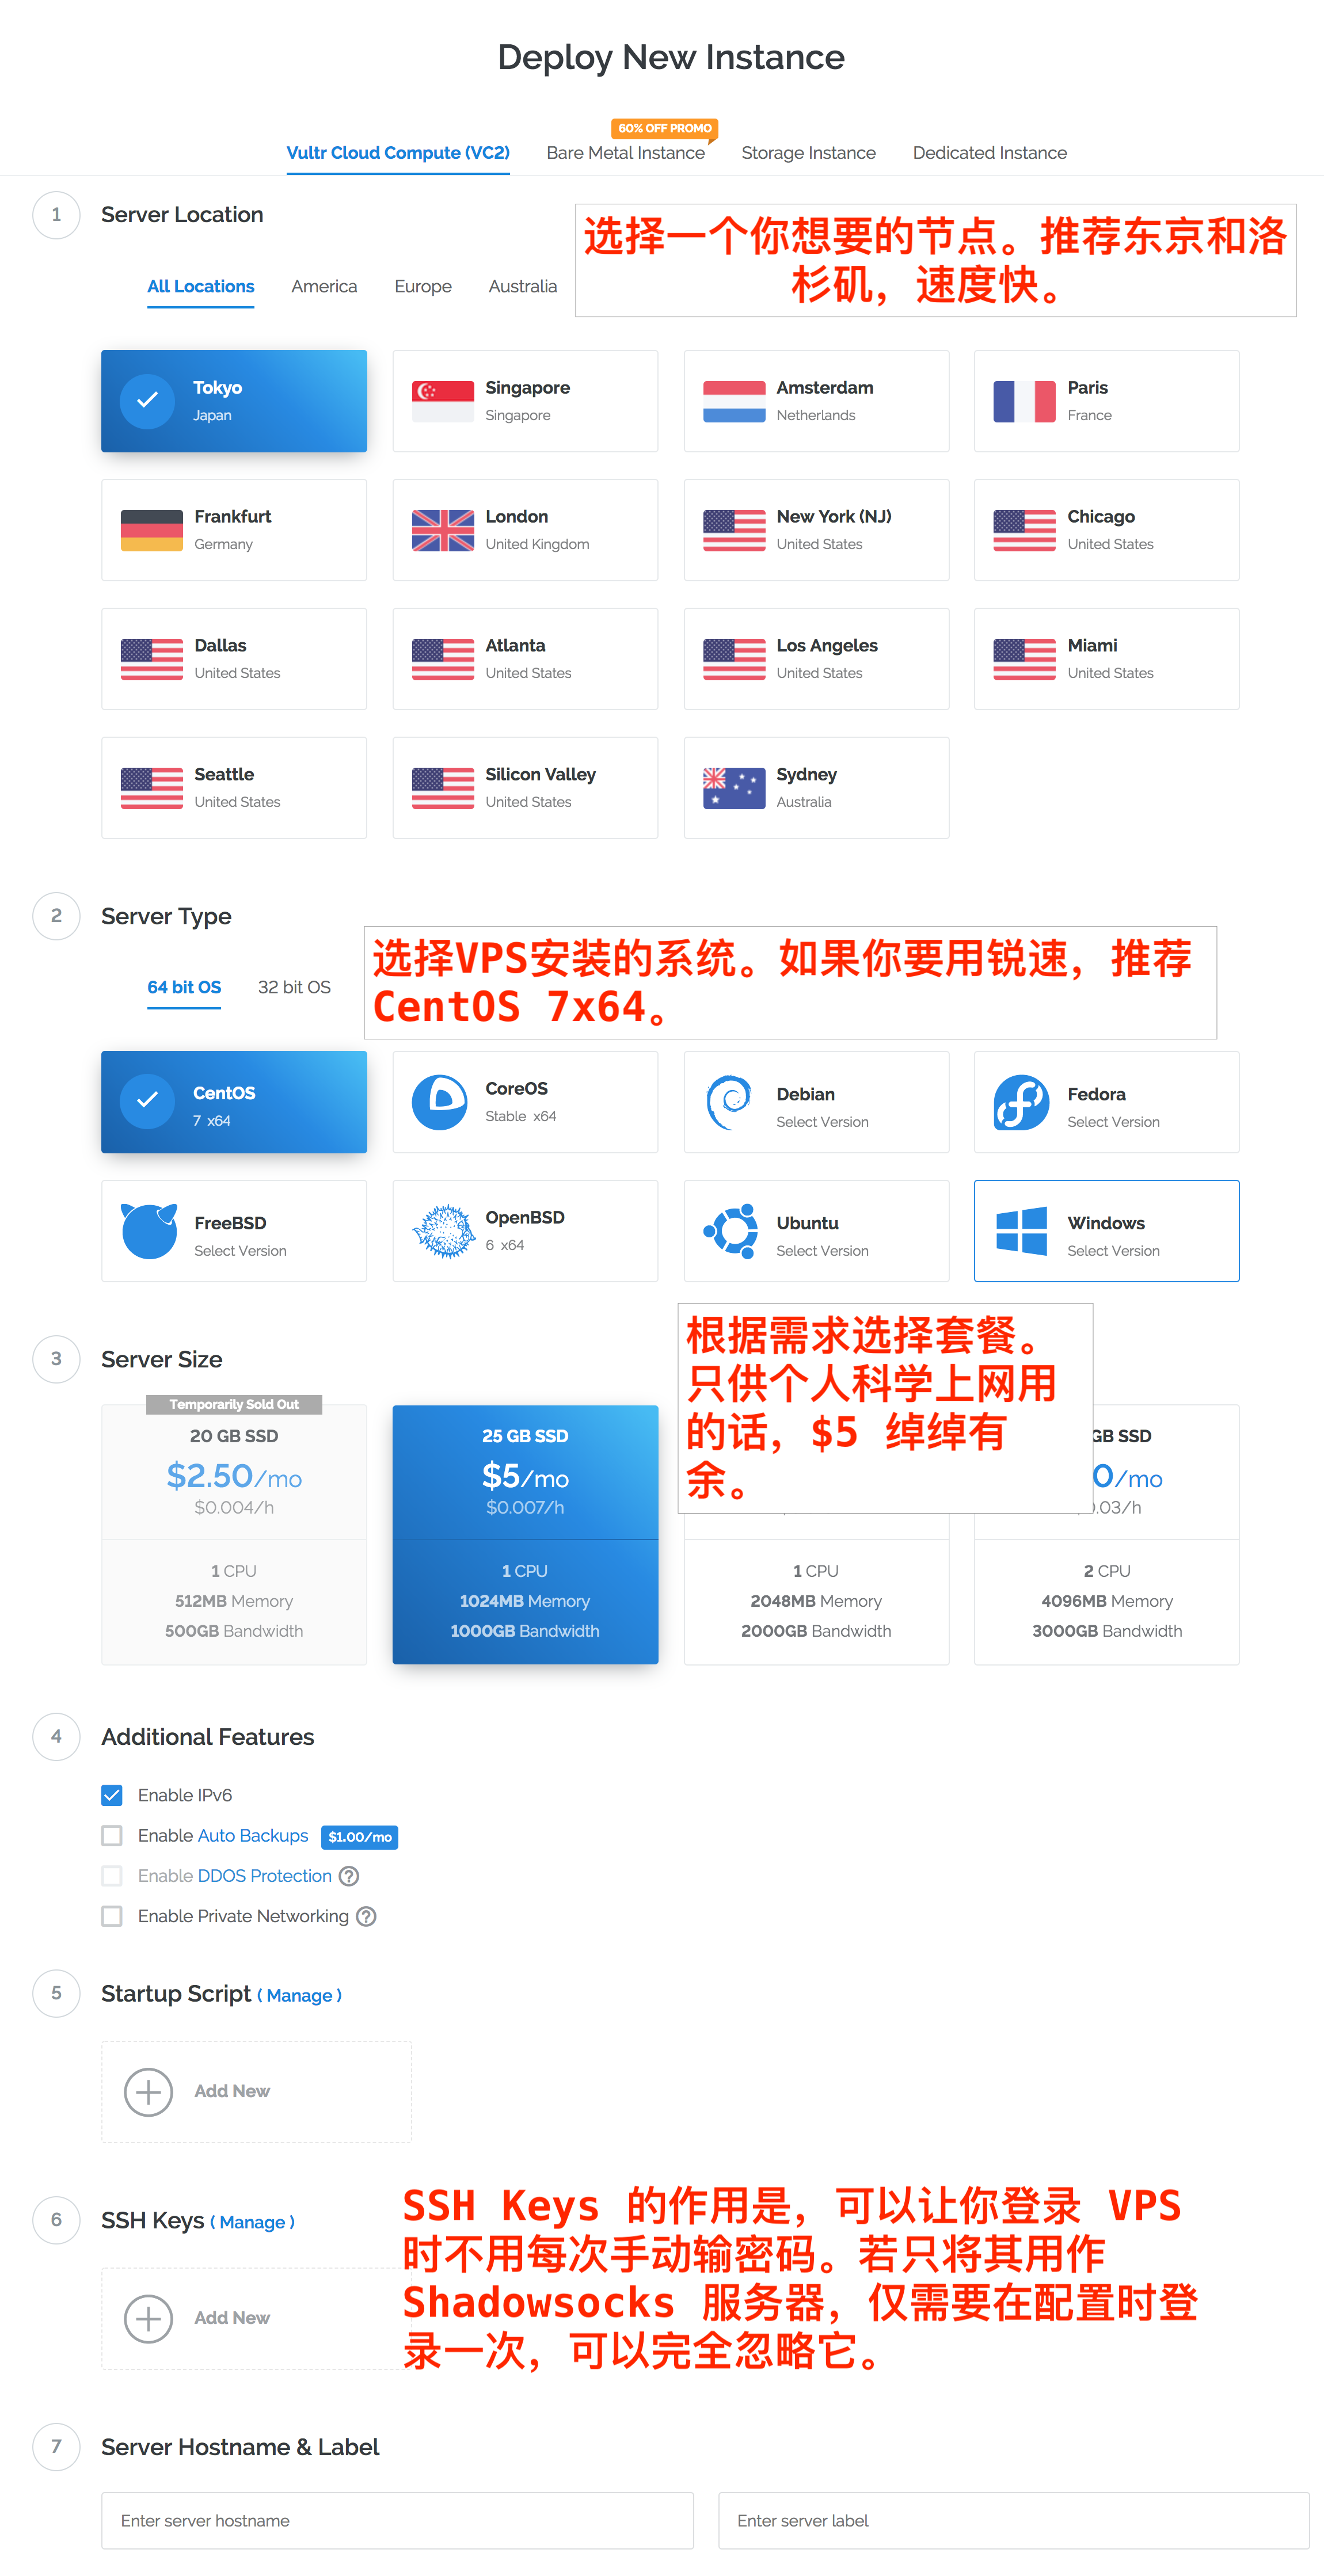 Deploy New Instance
60% OFF PROMO
Vultr Cloud Compute (VC2)
Bare Metal Instance
Storage Instance
Dedicated Instance
1
Server Location
选择一个你想要的节点。推荐东京和洛
杉矶，速度快。
All Locations
America
Europe
Australia
Tokyo
Japan
Singapore
Singapore
Amsterdam
Netherlands
Paris
France
Frankfurt
Germany
London
United Kingdom
New York (NJ)
United States
Chicago
United States
Dallas
United States
Atlanta
United States
Los Angeles
United States
Miami
United States
Seattle
United States
Silicon Valley
United States
Sydney
Australia
2
Server Type
选择VPS安装的系统。如果你要用锐速，推荐
CentOS 7x64。
64 bit OS
32 bit OS
CentOS
7 x64
CoreOS
Stable x64
Debian
Select Version
Fedora
Select Version
FreeBSD
Select Version
OpenBSD
6 x64
Ubuntu
Select Version
Windows
Select Version
3
Server Size
根据需求选择套餐。
只供个人科学上网用
的话，$5 绰绰有
余。
Temporarily Sold Out
20 GB SSD
$2.50/mo
$0.004/h
1 CPU
512MB Memory
500GB Bandwidth
25 GB SSD
$5/mo
$0.007/h
1 CPU
1024MB Memory
1000GB Bandwidth
1 CPU
2048MB Memory
2000GB Bandwidth
GB SSD
0/mo
.03/h
2 CPU
4096MB Memory
3000GB Bandwidth
4
Additional Features
Enable IPv6
Enable Auto Backups $1.00/mo
Enable DDOS Protection ?
Enable Private Networking ?
5
Startup Script ( Manage )
Add New
6
SSH Keys ( Manage )
Add New
SSH Keys 的作用是，可以让你登录 VPS
时不用每次手动输密码。若只将其用作
Shadowsocks 服务器，仅需要在配置时登
录一次，可以完全忽略它。
7
Server Hostname & Label
Enter server hostname
Enter server label